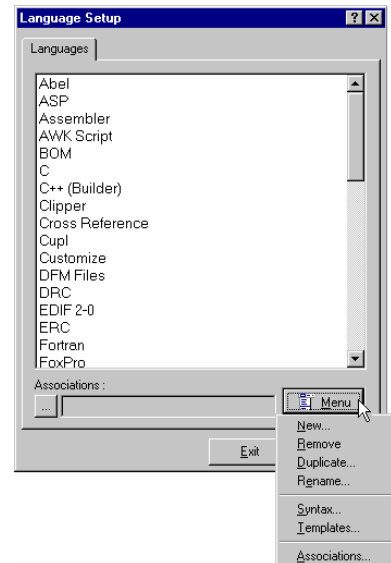 Language Setup
Languages
Abel
ASP
Assembler
AWK Script
BOM
C
C++ (Builder)
Clipper
Cross Reference
Cupl
Customize
DFM Files
DRC
EDIF 2-0
ERC
Fortran
FoxPro
Associations :
... Menu
Exit
New...
Remove
Duplicate...
Rename...
Syntax...
Templates...
Associations...